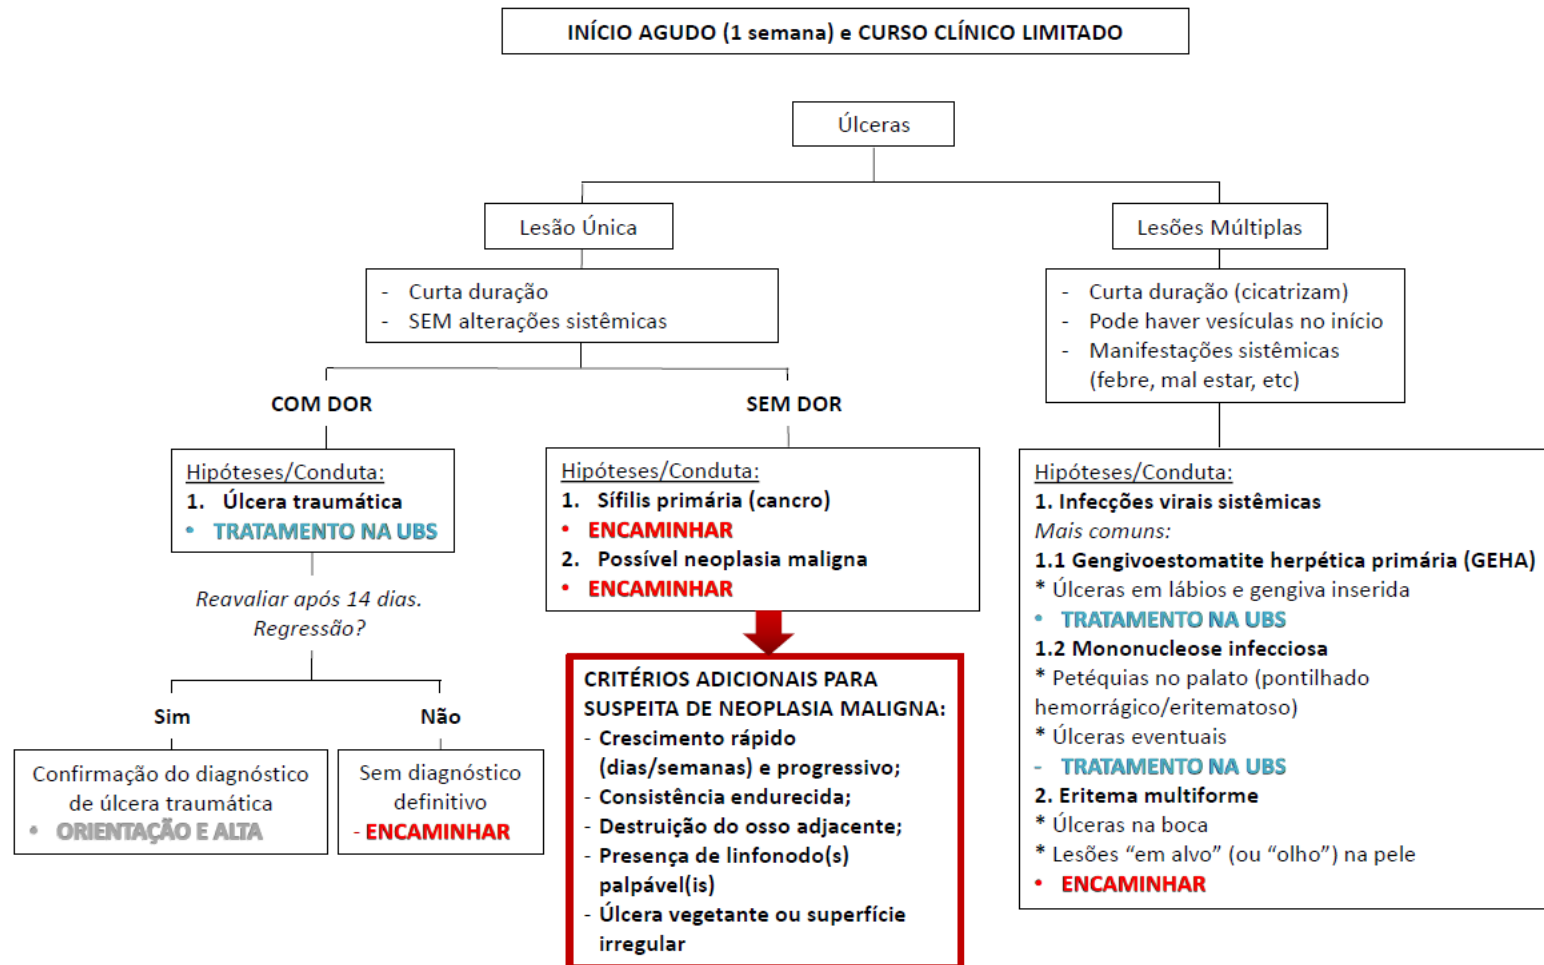 INÍCIO AGUDO (1 semana) e CURSO CLÍNICO LIMITADO
Úlceras
Lesão Única
Lesões Múltiplas
- Curta duração
- SEM alterações sistêmicas
- Curta duração (cicatrizam)
- Pode haver vesículas no início
- Manifestações sistêmicas
(febre, mal estar, etc)
COM DOR
SEM DOR
Hipóteses/Conduta:
1. Úlcera traumática
• TRATAMENTO NA UBS
Reavaliar após 14 dias.
Regressão?
Sim
Não
Confirmação do diagnóstico
de úlcera traumática
• ORIENTAÇÃO E ALTA
Sem diagnóstico
definitivo
- ENCAMINHAR
Hipóteses/Conduta:
1. Sífilis primária (cancro)
• ENCAMINHAR
2. Possível neoplasia maligna
• ENCAMINHAR
CRITÉRIOS ADICIONAIS PARA
SUSPEITA DE NEOPLASIA MALIGNA:
- Crescimento rápido
(dias/semanas) e progressivo;
- Consistência endurecida;
- Destruição do osso adjacente;
- Presença de linfonodo(s)
palpável(is)
- Úlcera vegetante ou superfície
irregular
Hipóteses/Conduta:
1. Infecções virais sistêmicas
Mais comuns:
1.1 Gengivoestomatite herpética primária (GEHA)
* Úlceras em lábios e gengiva inserida
• TRATAMENTO NA UBS
1.2 Mononucleose infecciosa
* Petéquias no palato (pontilhado
hemorrágico/eritematoso)
* Úlceras eventuais
- TRATAMENTO NA UBS
2. Eritema multiforme
* Úlceras na boca
* Lesões "em alvo" (ou "olho") na pele
• ENCAMINHAR